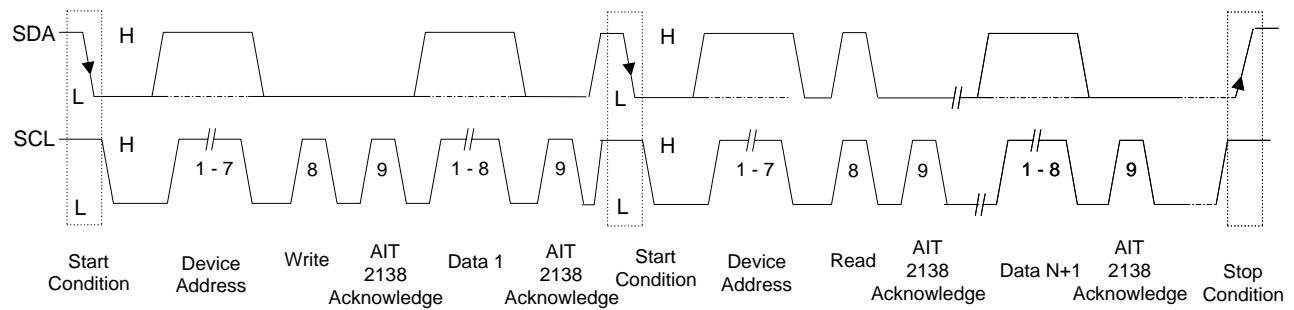 SDA H H
L L
SCL H H
1 - 7 8 9 1 - 8 9 1 - 7 8 9 1 - 8 9
L L
Start Condition
Device Address
Write
AIT 2138 Acknowledge
Data 1
AIT 2138 Acknowledge
Start Condition
Device Address
Read
AIT 2138 Acknowledge
Data N+1
AIT 2138 Acknowledge
Stop Condition